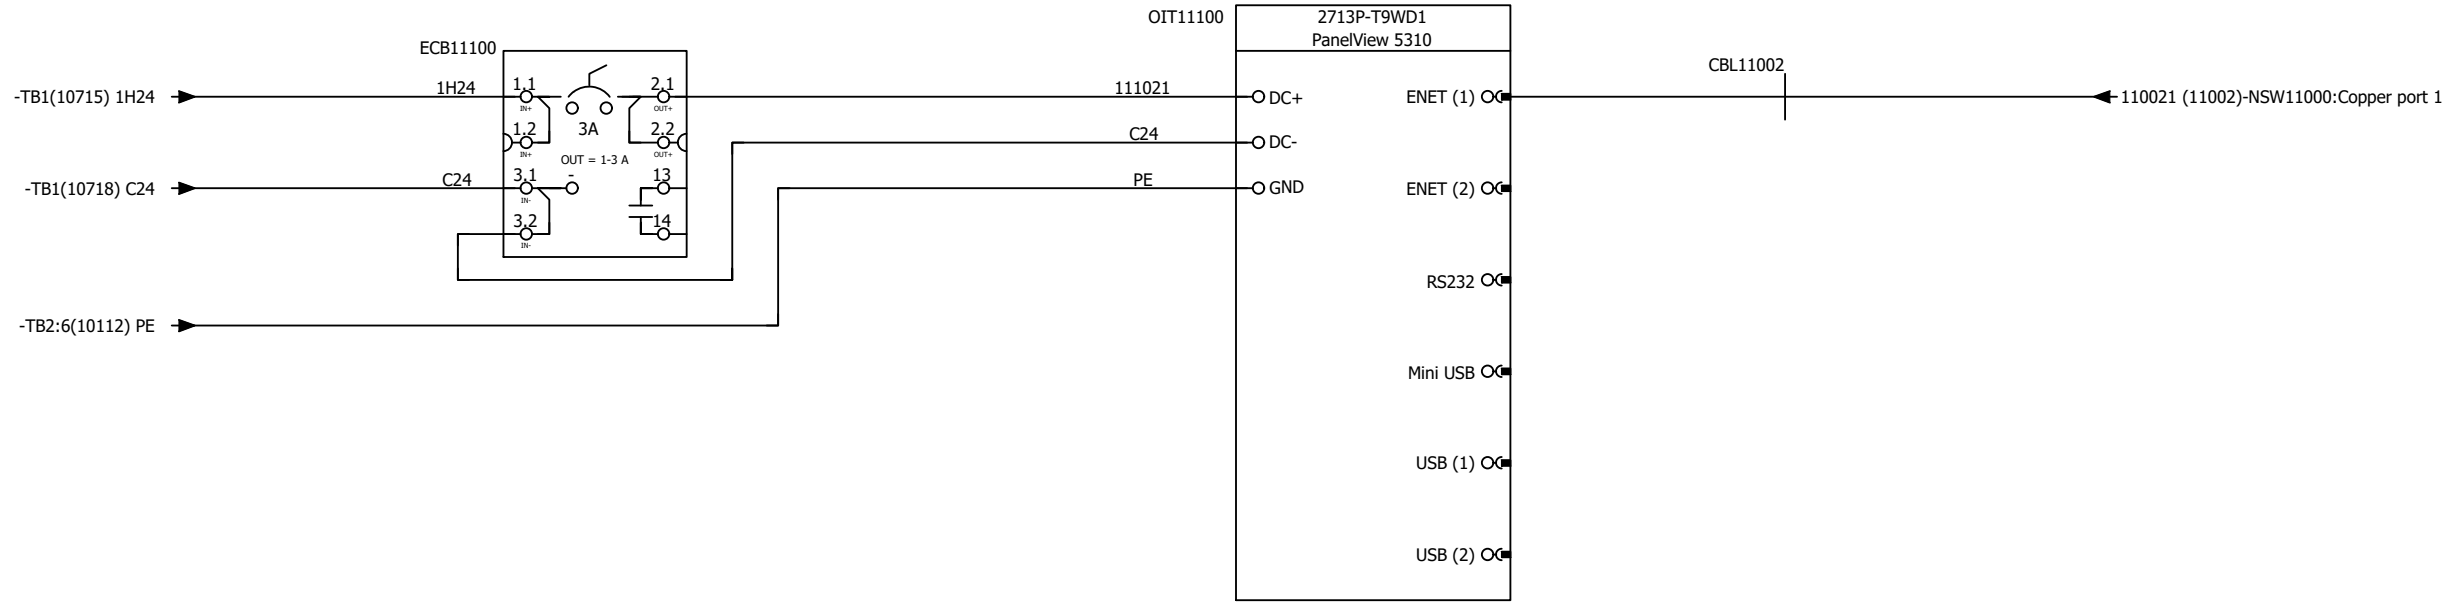 OIT11100
2713P-T9WD1
PanelView 5310
ECB11100
CBL11002
-TB1(10715) 1H24
1H24
1.1
IN+
2.1
OUT+
111021
DC+
ENET (1)
110021 (11002)-NSW11000:Copper port 1
1.2
IN+
3A
2.2
OUT+
C24
DC-
OUT = 1-3 A
-TB1(10718) C24
C24
3.1
IN-
-
13
PE
GND
ENET (2)
3.2
IN-
14
RS232
-TB2:6(10112) PE
Mini USB
USB (1)
USB (2)